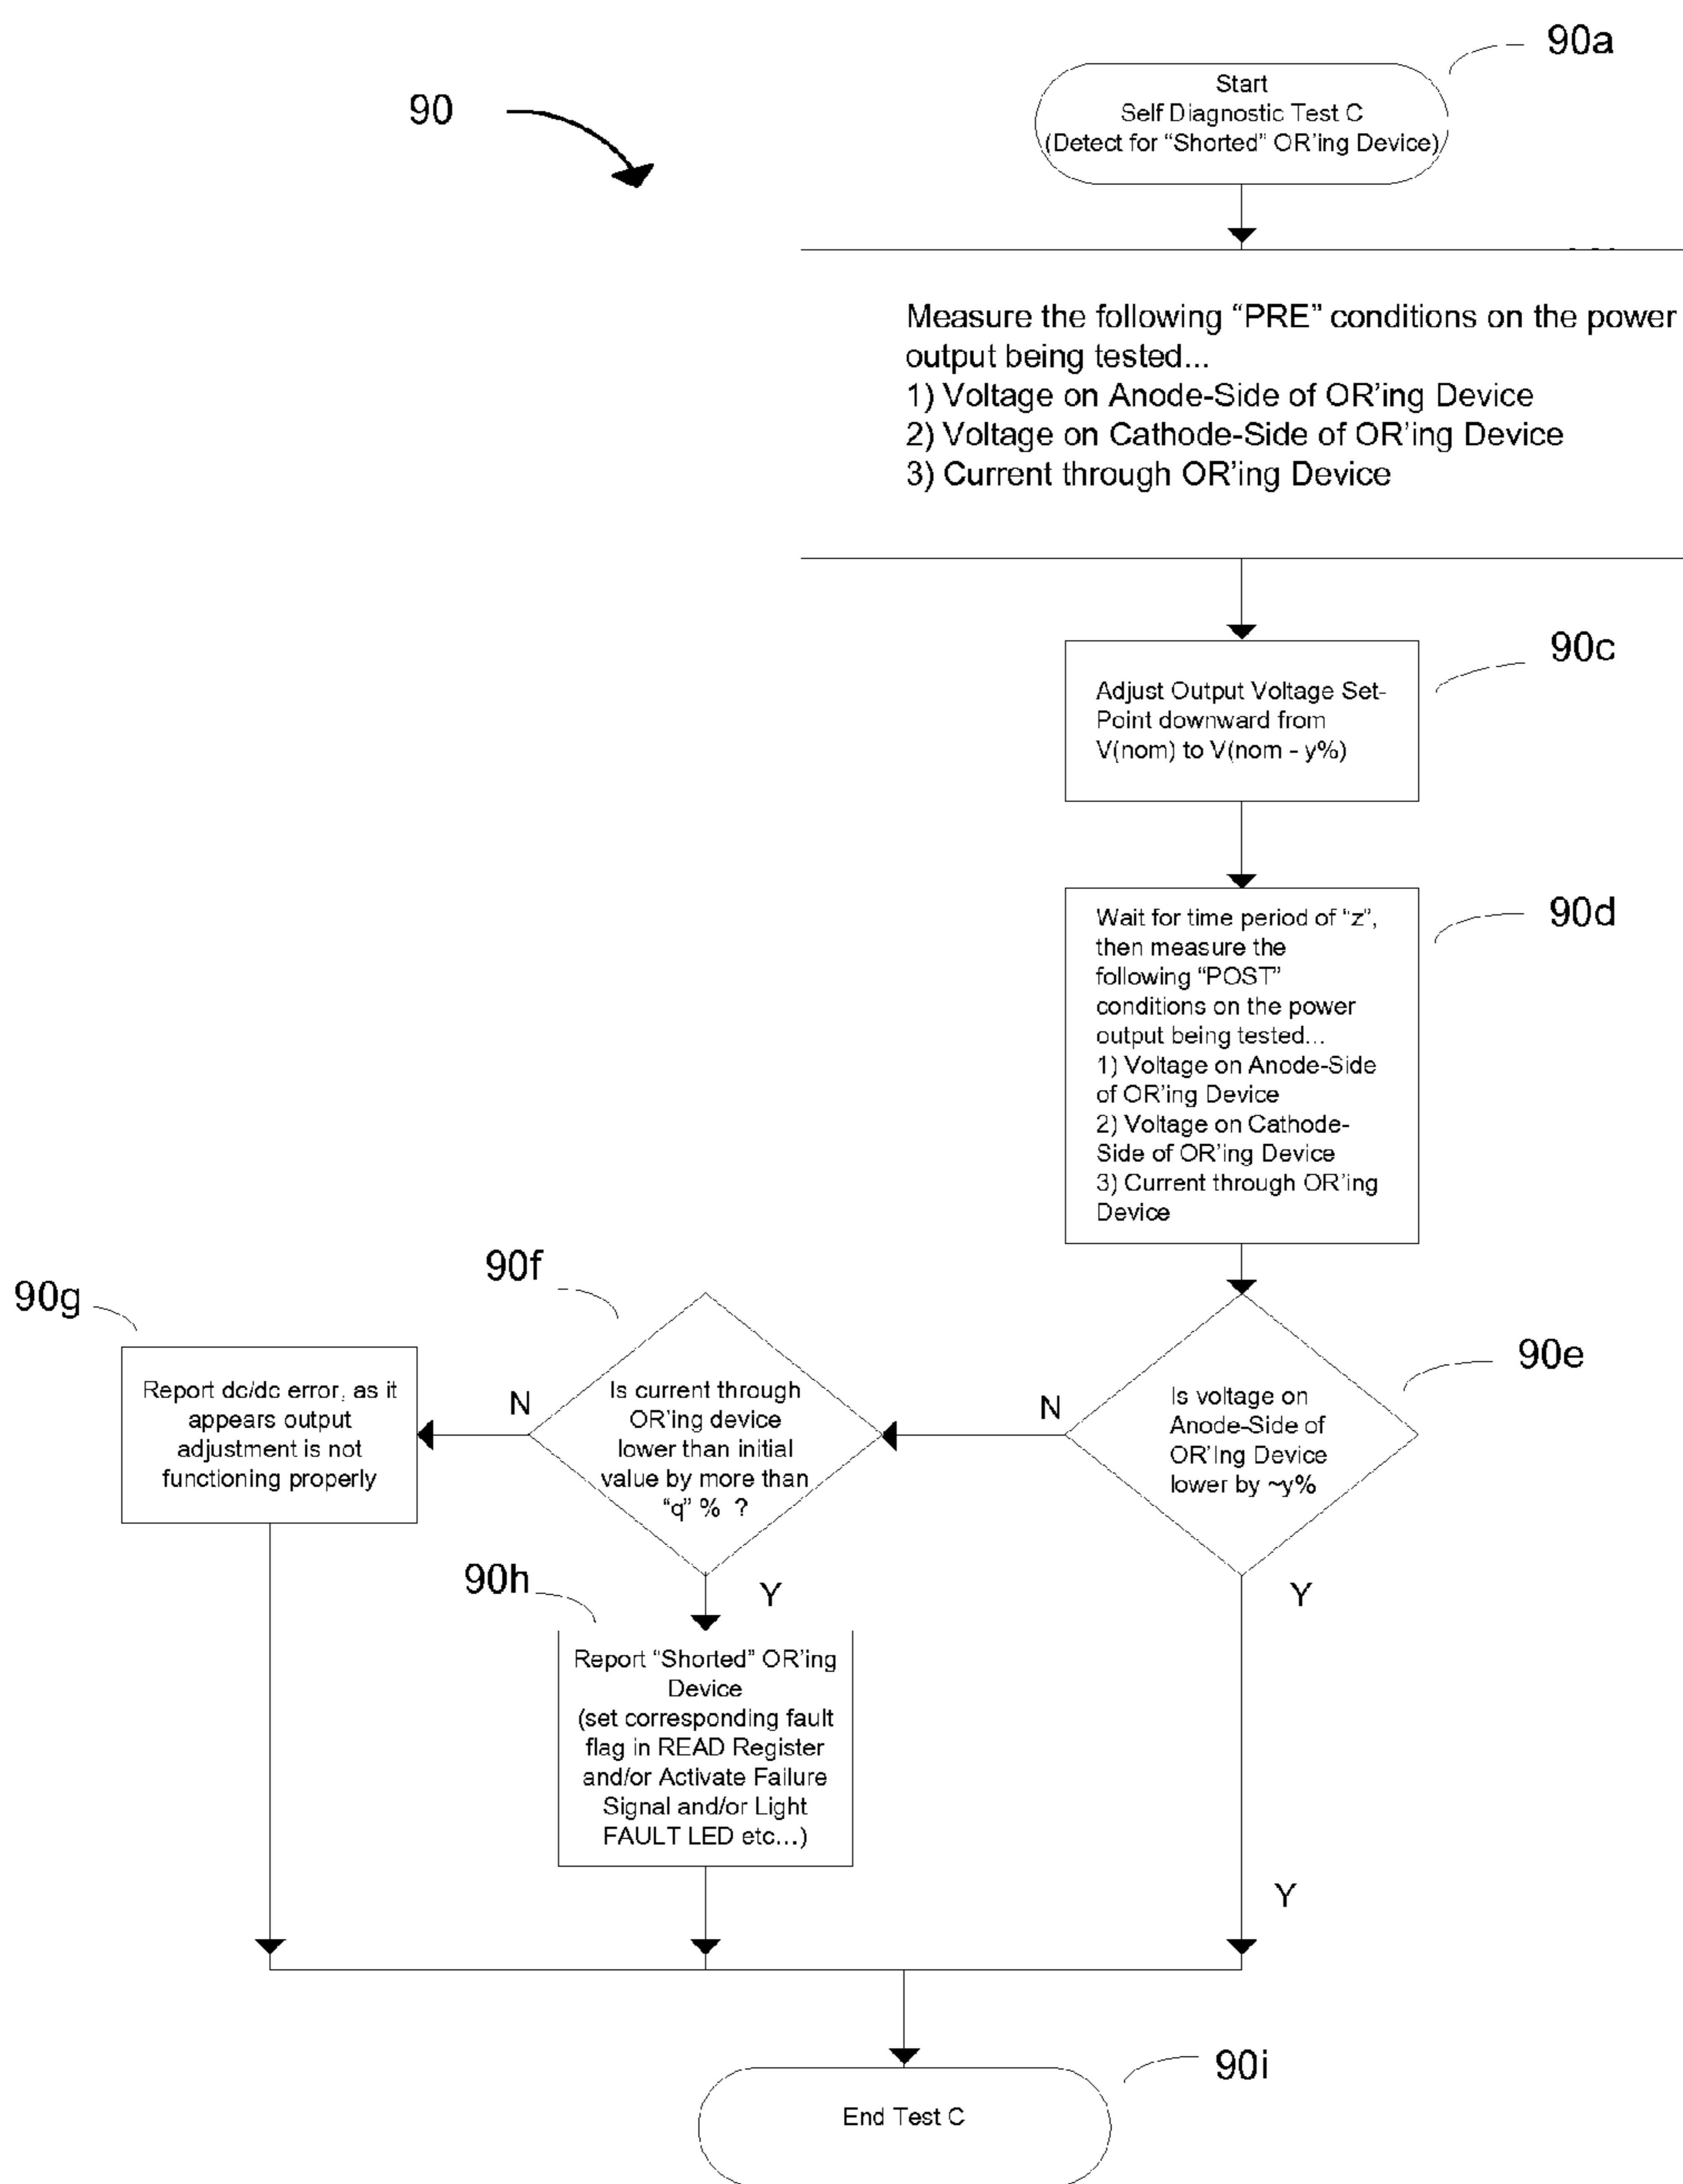 90
90a
Start
Self Diagnostic Test C
(Detect for “Shorted” OR'ing Device)
Measure the following “PRE” conditions on the power
output being tested...
1) Voltage on Anode-Side of OR'ing Device
2) Voltage on Cathode-Side of OR'ing Device
3) Current through OR'ing Device
90c
Adjust Output Voltage Set-
Point downward from
V(nom) to V(nom - y%)
90d
Wait for time period of “z”,
then measure the
following “POST”
conditions on the power
output being tested...
1) Voltage on Anode-Side
of OR'ing Device
2) Voltage on Cathode-
Side of OR'ing Device
3) Current through OR'ing
Device
90e
Is voltage on
Anode-Side of
OR'Ing Device
lower by ~y%
N
Y
90f
Is current through
OR'ing device
lower than initial
value by more than
“q” % ?
N
Y
90g
Report dc/dc error, as it
appears output
adjustment is not
functioning properly
90h
Report “Shorted” OR'ing
Device
(set corresponding fault
flag in READ Register
and/or Activate Failure
Signal and/or Light
FAULT LED etc...)
Y
90i
End Test C